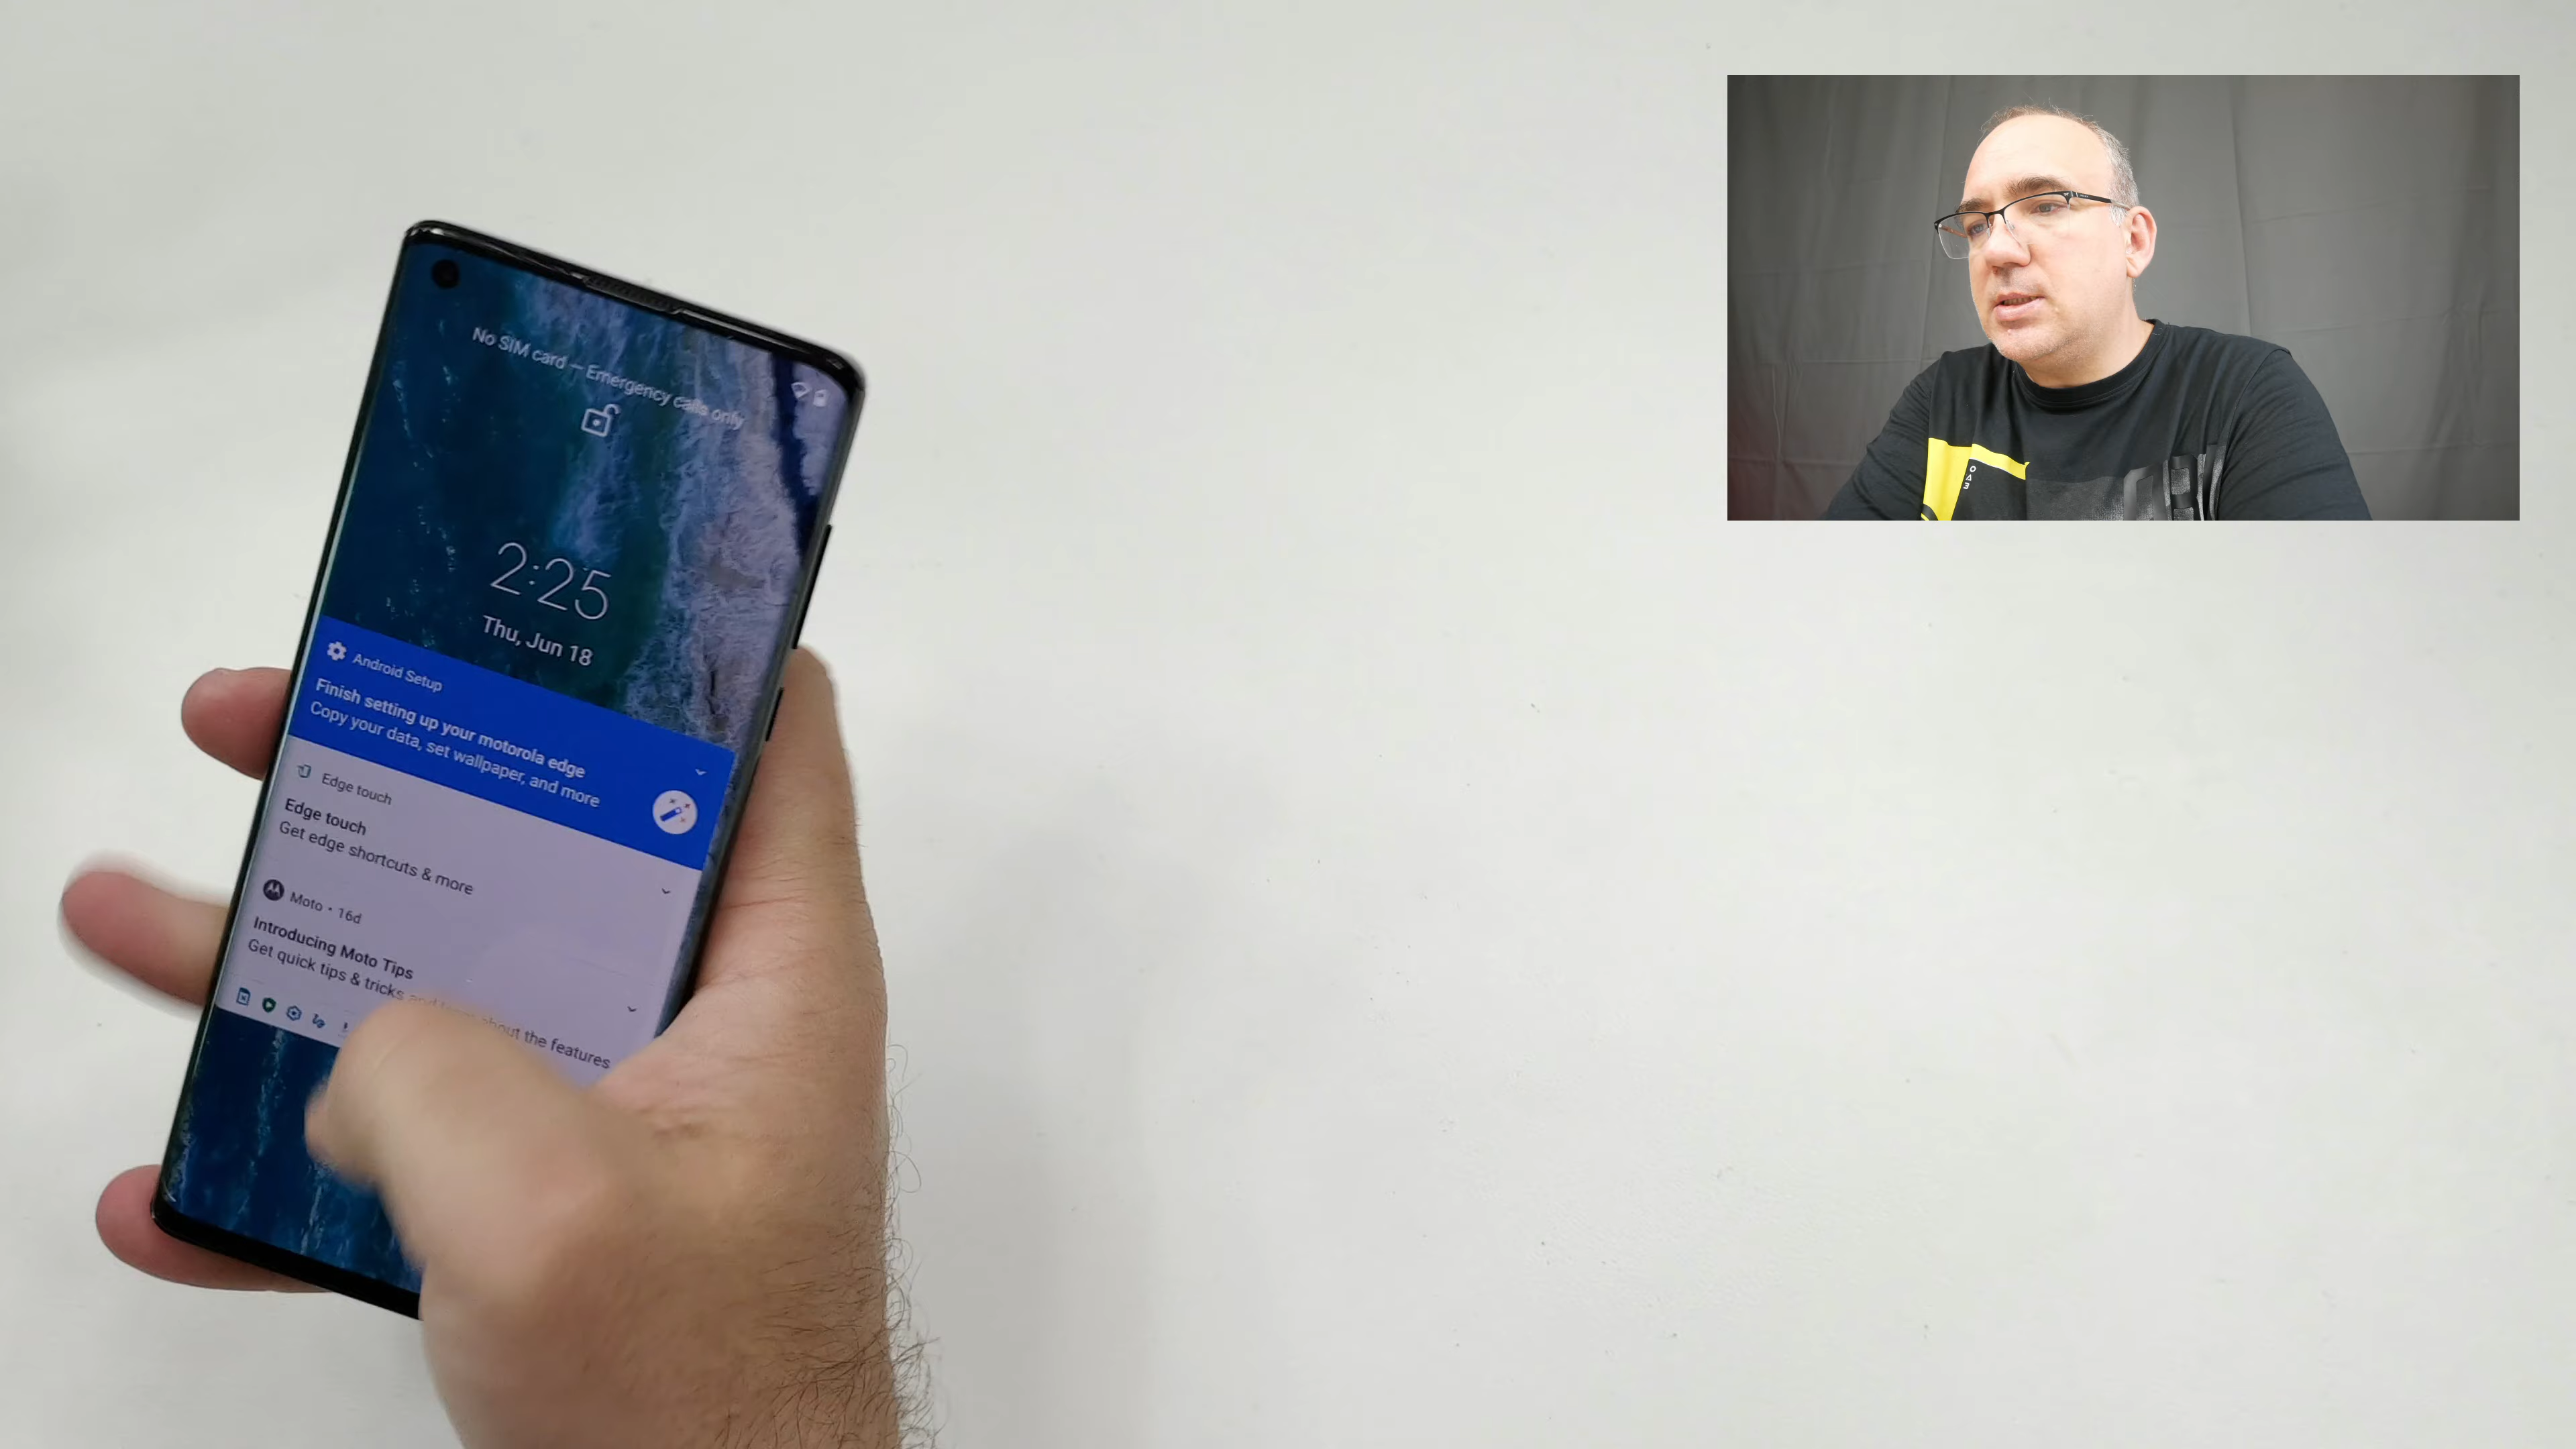 No SIM card – Emergency calls only
2:25
Thu, Jun 18
Android Setup
Finish setting up your motorola edge
Copy your data, set wallpaper, and more
Edge touch
Edge touch
Get edge shortcuts & more
Moto • 16d
Introducing Moto Tips
Get quick tips & tricks and about the features